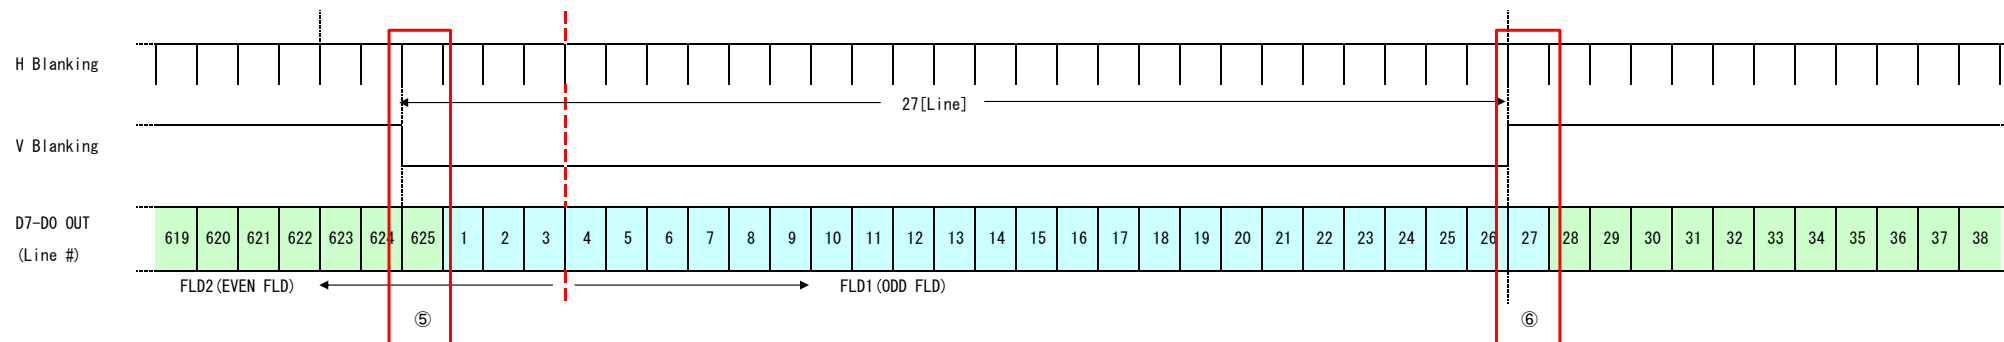 H Blanking
27[Line]
V Blanking
D7-D0 OUT
(Line #)
619 620 621 622 623 624 625 1 2 3 4 5 6 7 8 9 10 11 12 13 14 15 16 17 18 19 20 21 22 23 24 25 26 27 28 29 30 31 32 33 34 35 36 37 38
FLD2(EVEN FLD) FLD1(ODD FLD)
⑤ ⑥